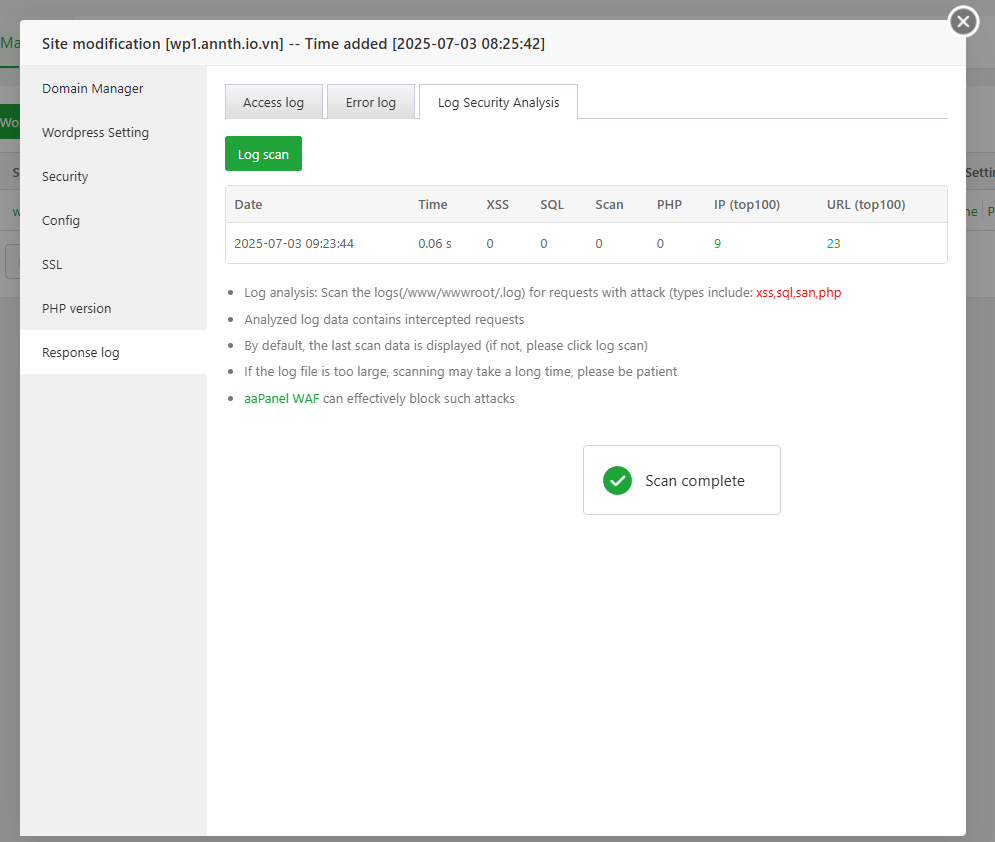 Site modification [wp1.annth.io.vn] -- Time added [2025-07-03 08:25:42]
Domain Manager
Wordpress Setting
Security
Config
SSL
PHP version
Response log
Access log
Error log
Log Security Analysis
Log scan
Date Time XSS SQL Scan PHP IP (top100) URL (top100)
2025-07-03 09:23:44 0.06 s 0 0 0 0 9 23
Log analysis: Scan the logs(/www/wwwroot/.log) for requests with attack (types include: xss,sql,san,php
Analyzed log data contains intercepted requests
By default, the last scan data is displayed (if not, please click log scan)
If the log file is too large, scanning may take a long time, please be patient
aaPanel WAF can effectively block such attacks
Scan complete